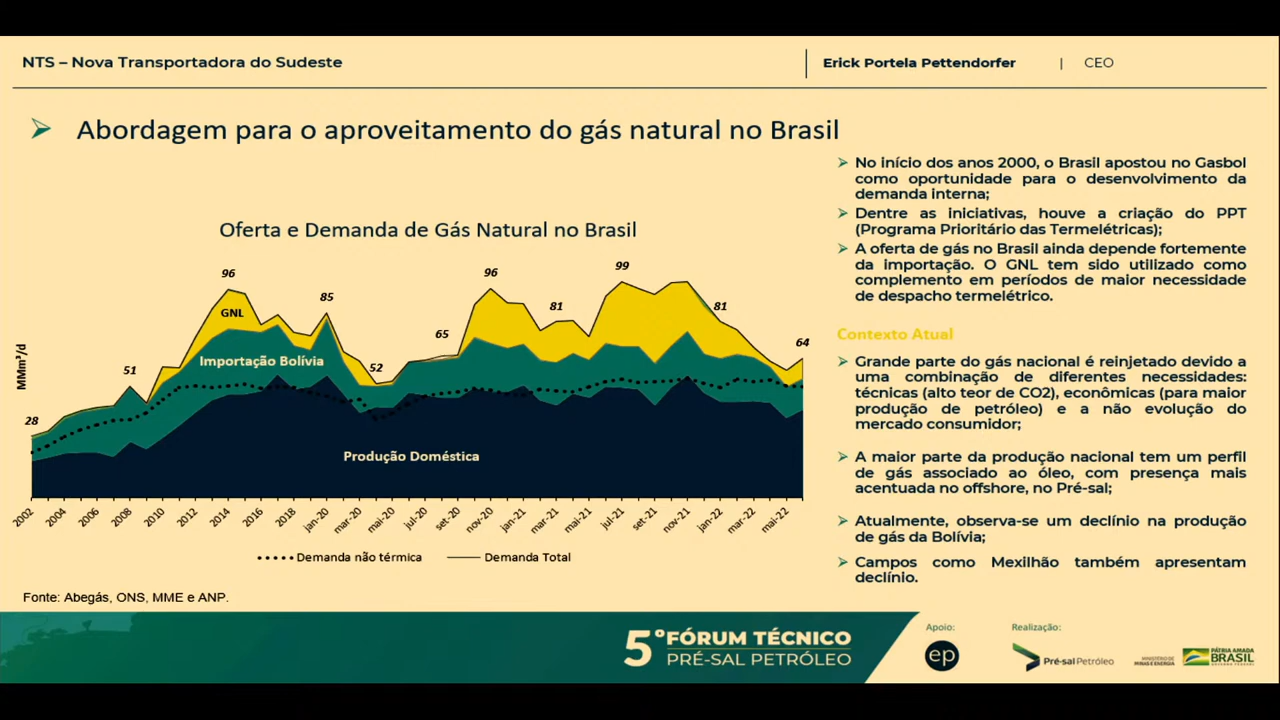 NTS – Nova Transportadora do Sudeste
Erick Portela Pettendorfer | CEO
Abordagem para o aproveitamento do gás natural no Brasil
Oferta e Demanda de Gás Natural no Brasil
MMm³/d
28
51
96
85
52
65
96
81
99
81
64
GNL
Importação Bolívia
Produção Doméstica
2002
2004
2006
2008
2010
2012
2014
2016
2018
jan-20
mar-20
mai-20
jul-20
set-20
nov-20
jan-21
mar-21
mai-21
jul-21
set-21
nov-21
jan-22
mar-22
mai-22
Demanda não térmica
Demanda Total
Fonte: Abegás, ONS, MME e ANP.
No início dos anos 2000, o Brasil apostou no Gasbol
como oportunidade para o desenvolvimento da
demanda interna;
Dentre as iniciativas, houve a criação do PPT
(Programa Prioritário das Termelétricas);
A oferta de gás no Brasil ainda depende fortemente
da importação. O GNL tem sido utilizado como
complemento em períodos de maior necessidade
de despacho termelétrico.
Contexto Atual
Grande parte do gás nacional é reinjetado devido a
uma combinação de diferentes necessidades:
técnicas (alto teor de CO2), econômicas (para maior
produção de petróleo) e a não evolução do
mercado consumidor;
A maior parte da produção nacional tem um perfil
de gás associado ao óleo, com presença mais
acentuada no offshore, no Pré-sal;
Atualmente, observa-se um declínio na produção
de gás da Bolívia;
Campos como Mexilhão também apresentam
declínio.
5º FÓRUM TÉCNICO
PRÉ-SAL PETRÓLEO
Apoio:
ep
Realização:
Pré-sal Petróleo
MINISTÉRIO DE
MINAS E ENERGIA
PÁTRIA AMADA
BRASIL
GOVERNO FEDERAL